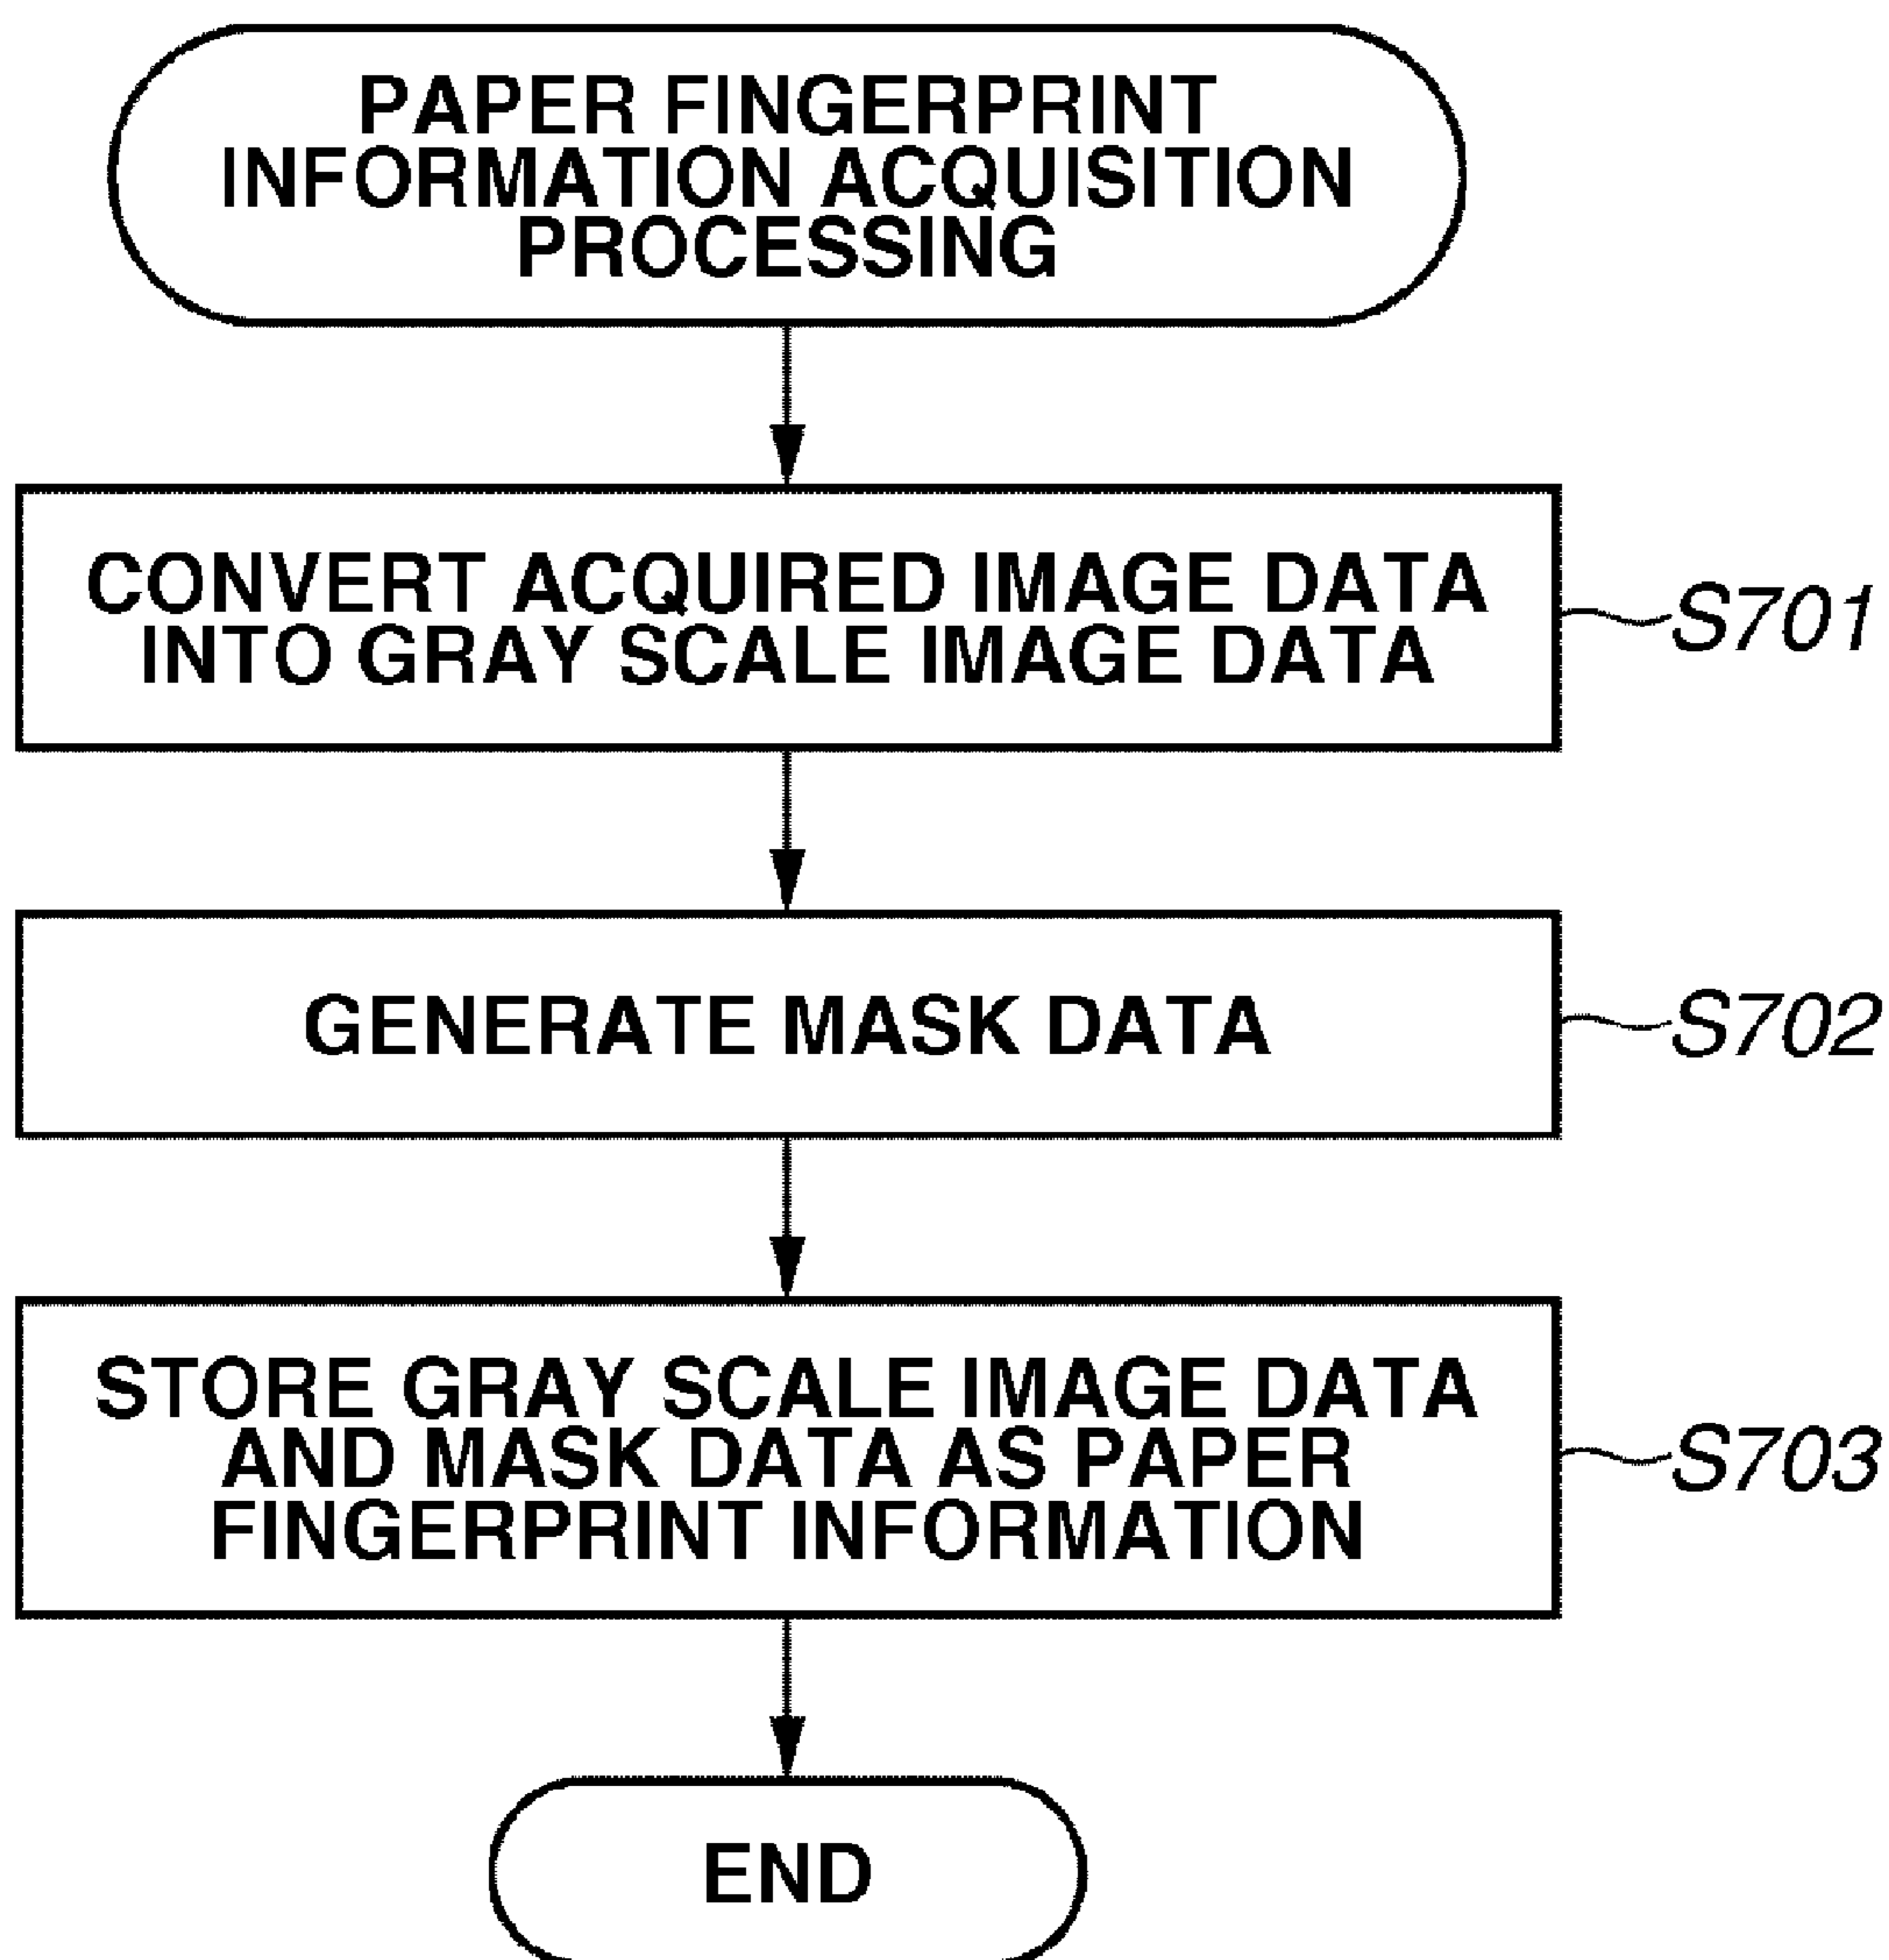 PAPER FINGERPRINT
INFORMATION ACQUISITION
PROCESSING
CONVERT ACQUIRED IMAGE DATA
INTO GRAY SCALE IMAGE DATA
S701
GENERATE MASK DATA
S702
STORE GRAY SCALE IMAGE DATA
AND MASK DATA AS PAPER
FINGERPRINT INFORMATION
S703
END